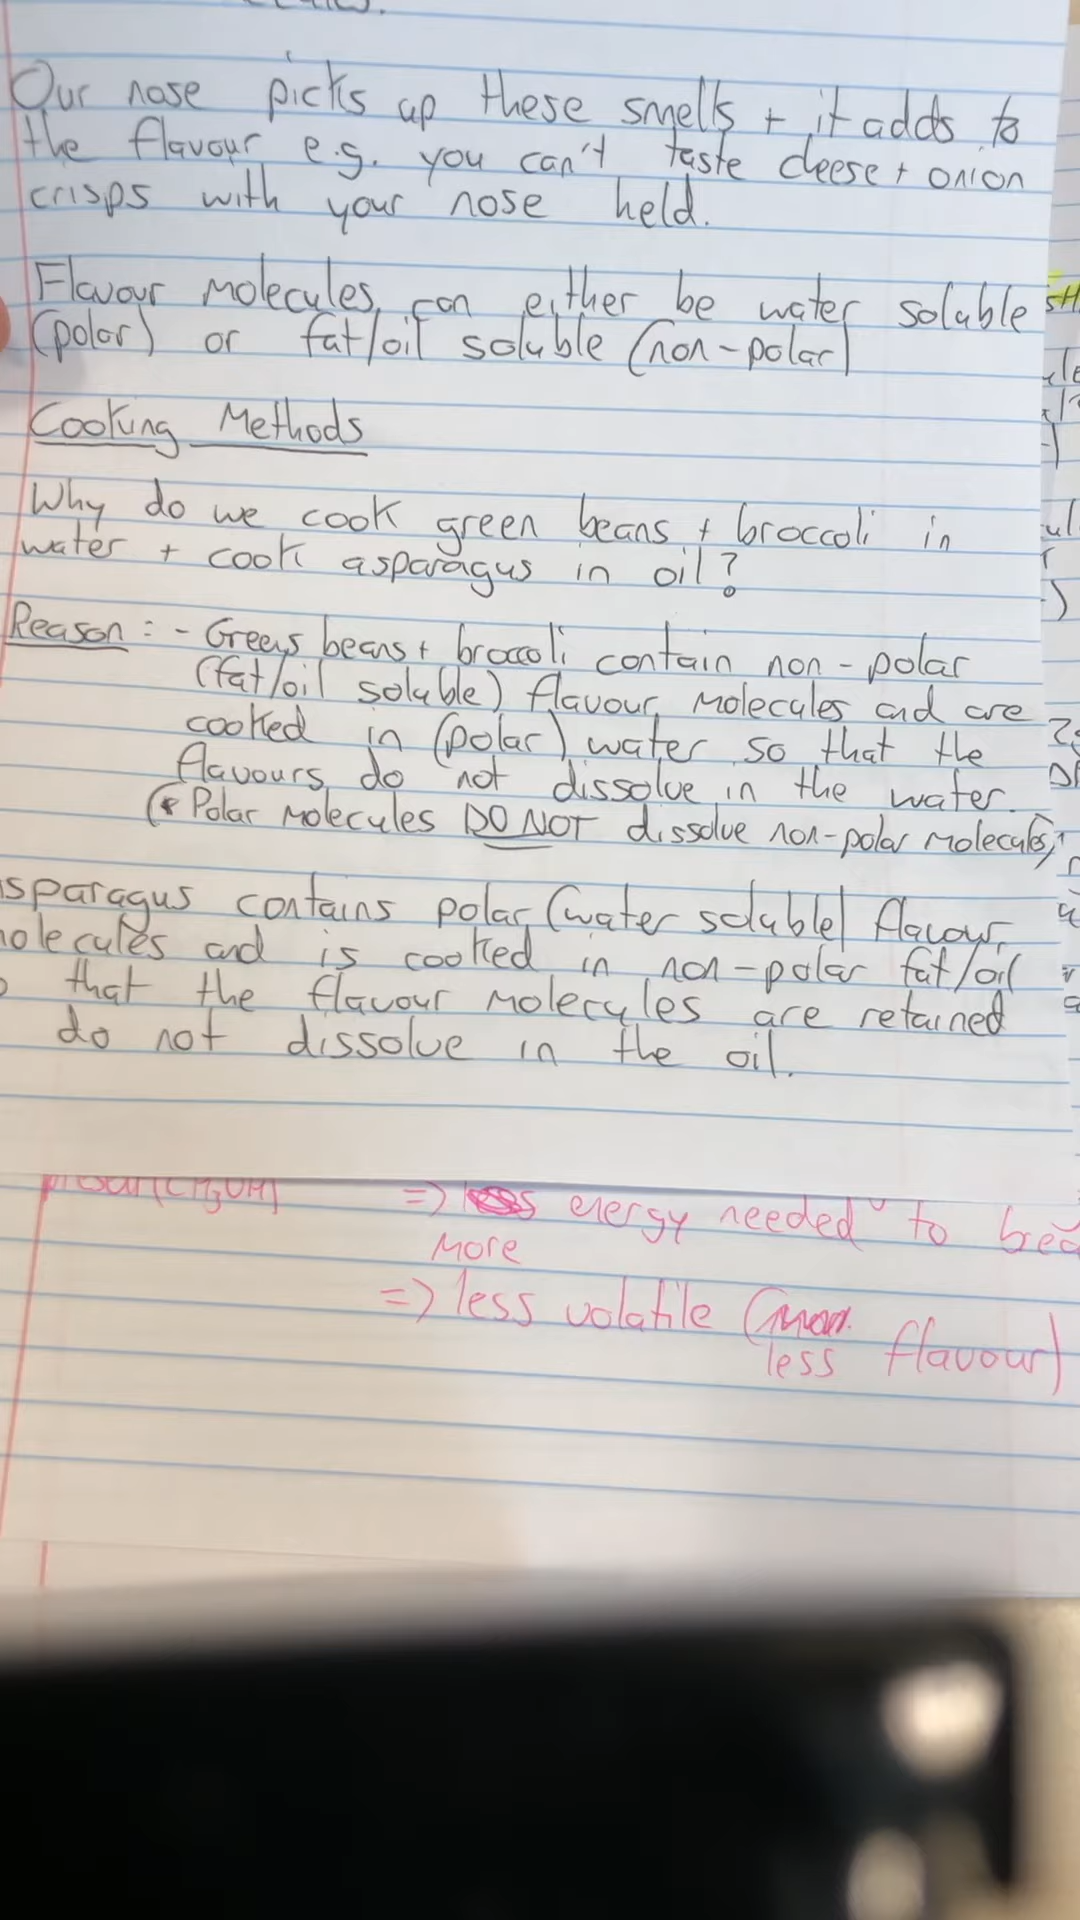 Our nose picks up these smells + it adds to
the flavour e.g. you can't taste cheese + onion
crisps with your nose held.
Flavour molecules can either be water soluble
(polar) or fat/oil soluble (non-polar)
Cooking Methods
Why do we cook green beans + broccoli in
water + cook asparagus in oil?
Reason :- Greens beans + broccoli contain non-polar
(fat/oil soluble) flavour molecules and are
cooked in (polar) water so that the
flavours do not dissolve in the water.
(* Polar molecules DO NOT dissolve non-polar molecules)
sparagus contains polar (water soluble) flavour
olecules and is cooked in non-polar fat/oil
o that the flavour molecules are retained
do not dissolve in the oil.
=> energy needed to brea
more
=> less volatile (
less flavour)